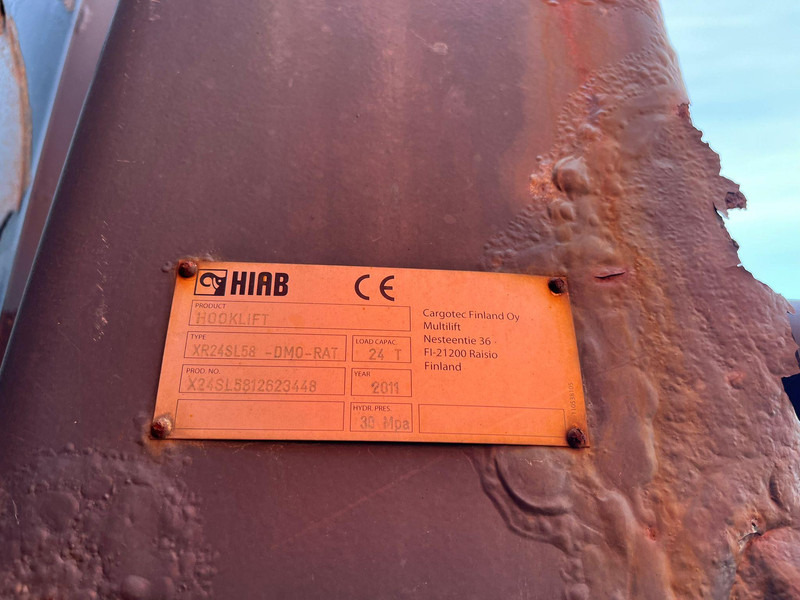 HIAB CE
PRODUCT
HOOKLIFT
TYPE
XR24SL58 -DMO-RAT
LOAD CAPAC.
24 T
PROD. NO.
X24SL5812623448
YEAR
2011
HYDR. PRES.
30 Mpa
Cargotec Finland Oy
Multilift
Nesteentie 36 -
FI-21200 Raisio
Finland